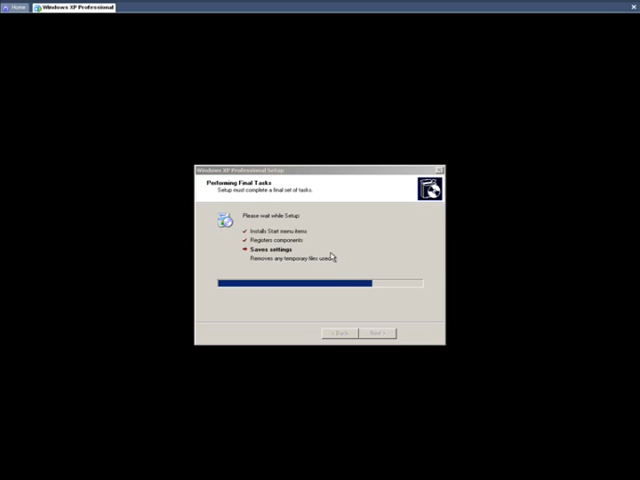 Home Windows XP Professional
Windows XP Professional Setup
Performing Final Tasks
Setup must complete a final set of tasks.
Please wait while Setup:
Installs Start menu items
Registers components
Saves settings
Removes any temporary files used
< Back Next >